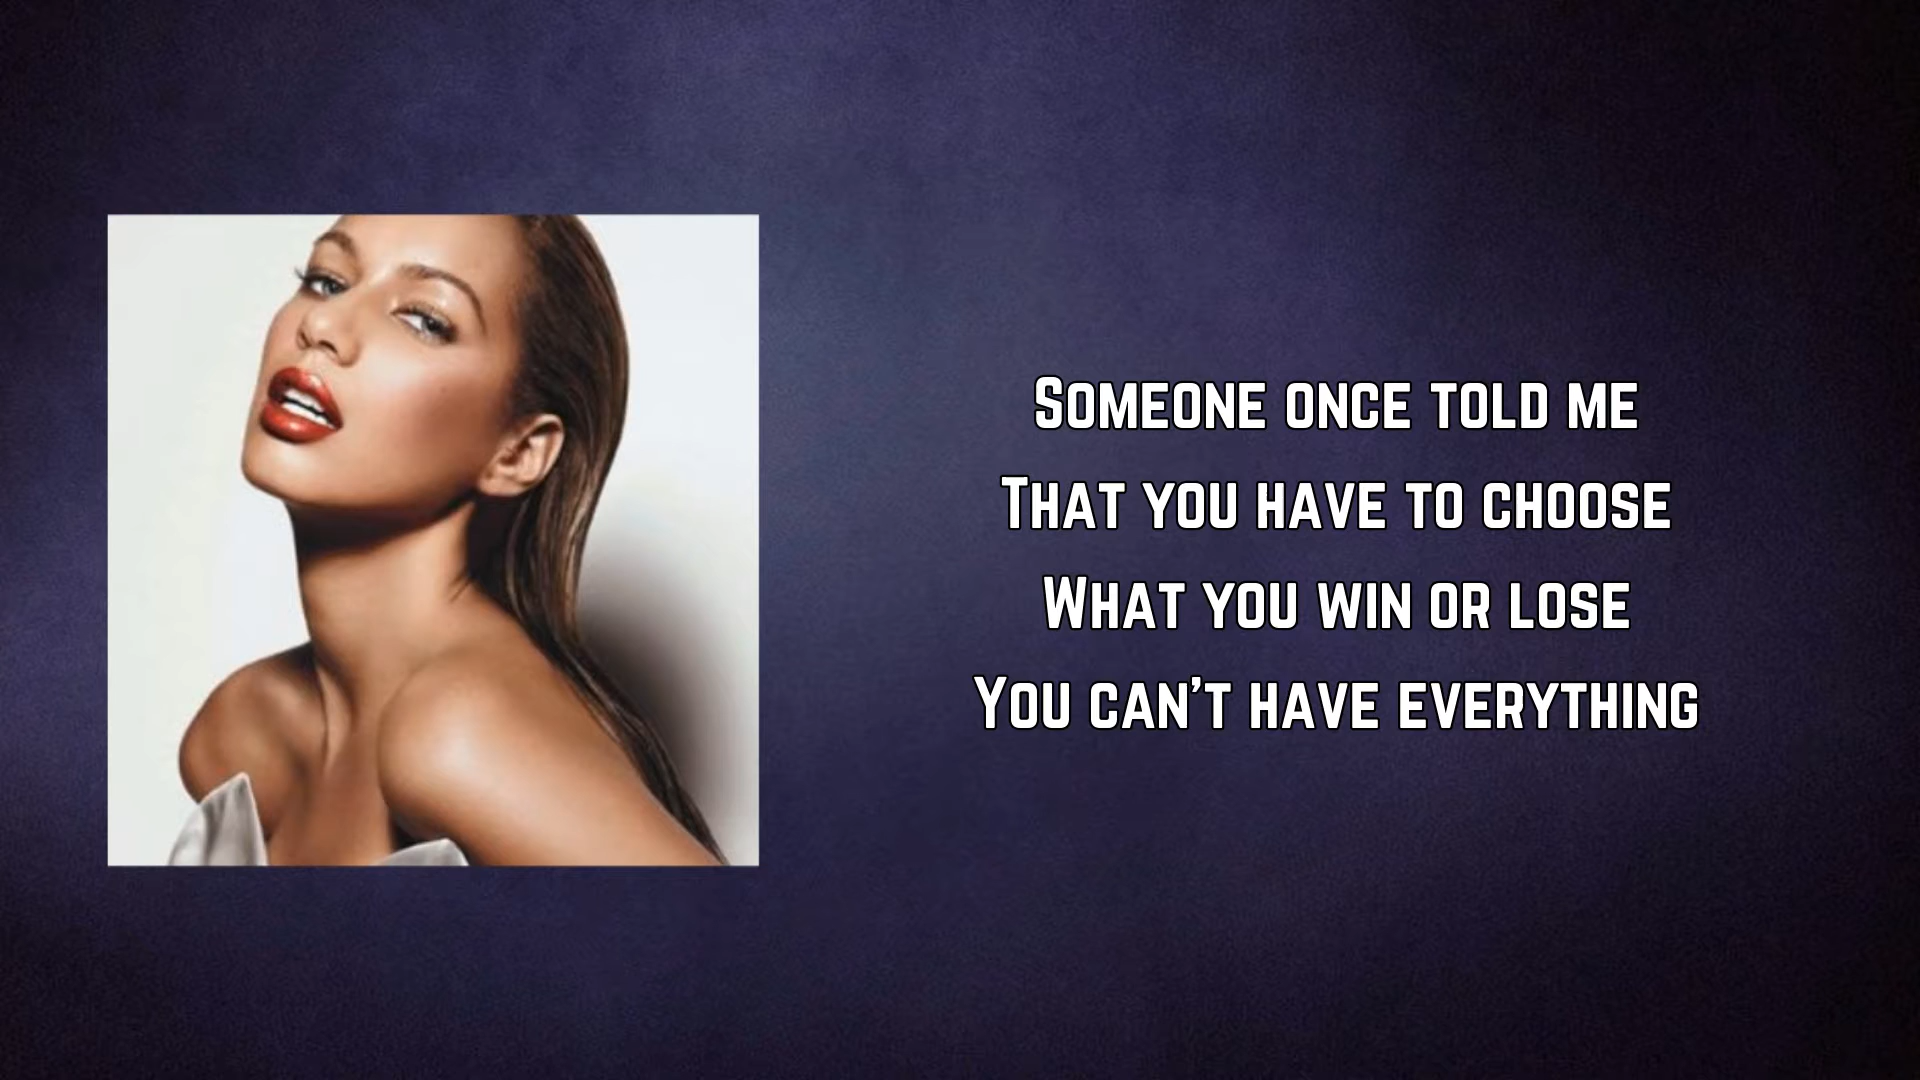 Someone once told me
That you have to choose
What you win or lose
You can't have everything